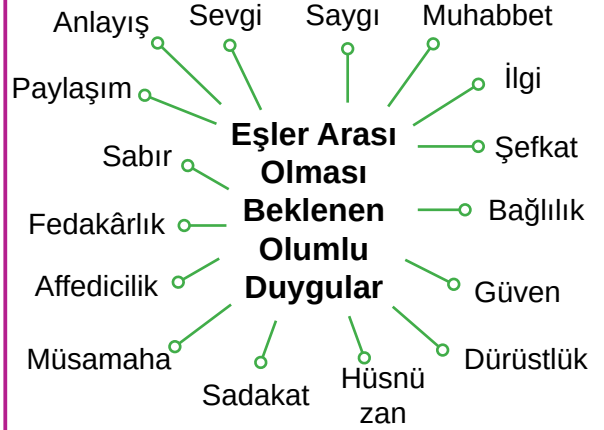 Anlayış
Sevgi
Saygı
Muhabbet
Paylaşım
İlgi
Sabır
Şefkat
Fedakârlık
Bağlılık
Affedicilik
Güven
Müsamaha
Dürüstlük
Sadakat
Hüsnü
zan
Eşler Arası
Olması
Beklenen
Olumlu
Duygular